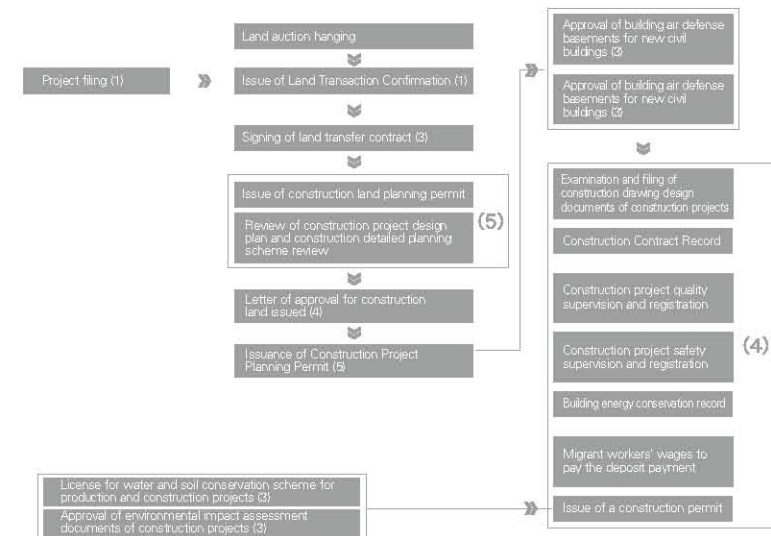 Project filing (1)
Land auction hanging
Issue of Land Transaction Confirmation (1)
Signing of land transfer contract (3)
Issue of construction land planning permit
Review of construction project design
plan and construction detailed planning
scheme review
(5)
Letter of approval for construction
land issued (4)
Issuance of Construction Project
Planning Permit (5)
Approval of building air defense
basements for new civil
buildings (3)
Approval of building air defense
basements for new civil
buildings (3)
Examination and filing of
construction drawing design
documents of construction projects
Construction Contract Record
Construction project quality
supervision and registration
Construction project safety
supervision and registration
(4)
Building energy conservation record
Migrant workers' wages to
pay the deposit payment
Issue of a construction permit
License for water and soil conservation scheme for
production and construction projects (3)
Approval of environmental impact assessment
documents of construction projects (3)